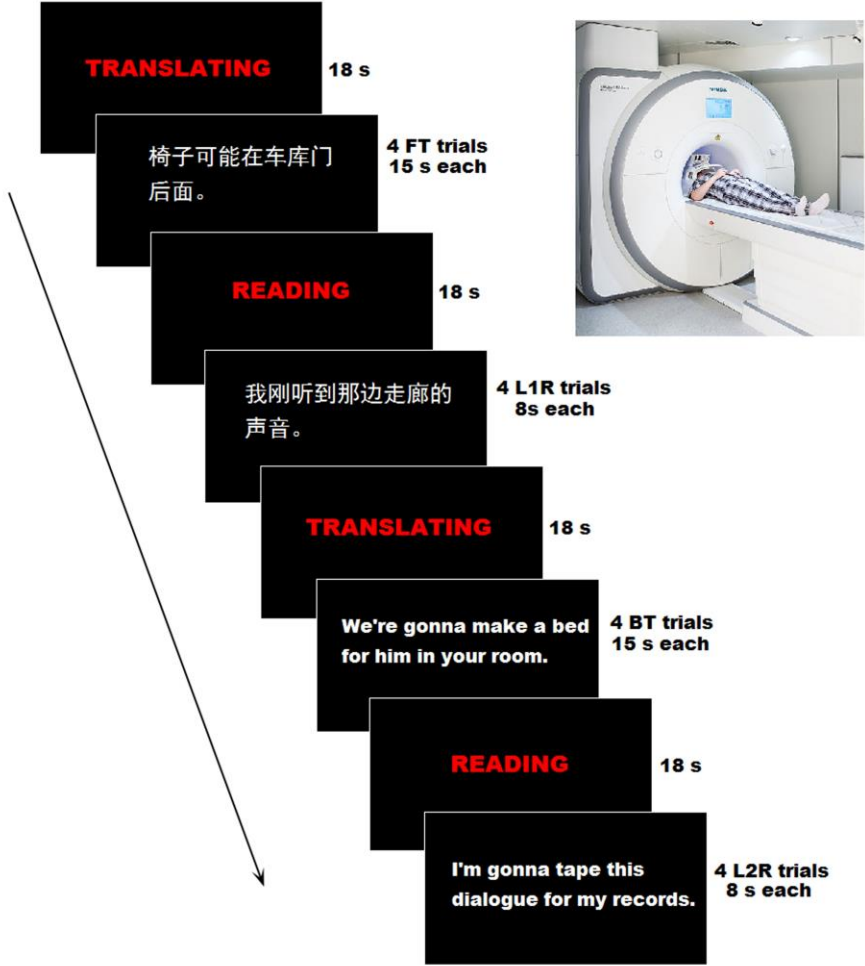 TRANSLATING
18 s
椅子可能在车库门
后面。
4 FT trials
15 s each
READING
18 s
我刚听到那边走廊的
声音。
4 L1R trials
8s each
TRANSLATING
18 s
We're gonna make a bed
for him in your room.
4 BT trials
15 s each
READING
18 s
I'm gonna tape this
dialogue for my records.
4 L2R trials
8 s each